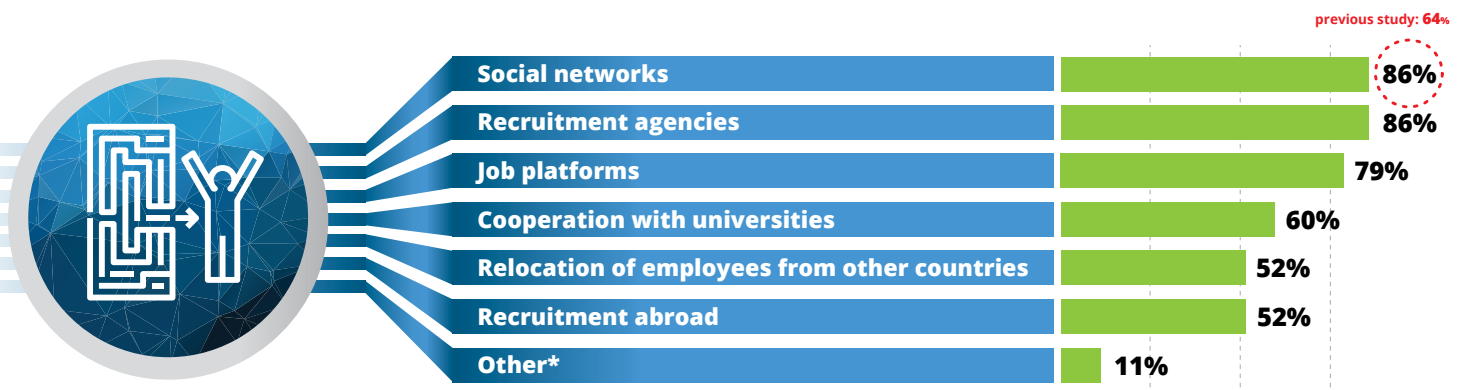 previous study: 64%
Social networks 86%
Recruitment agencies 86%
Job platforms 79%
Cooperation with universities 60%
Relocation of employees from other countries 52%
Recruitment abroad 52%
Other* 11%